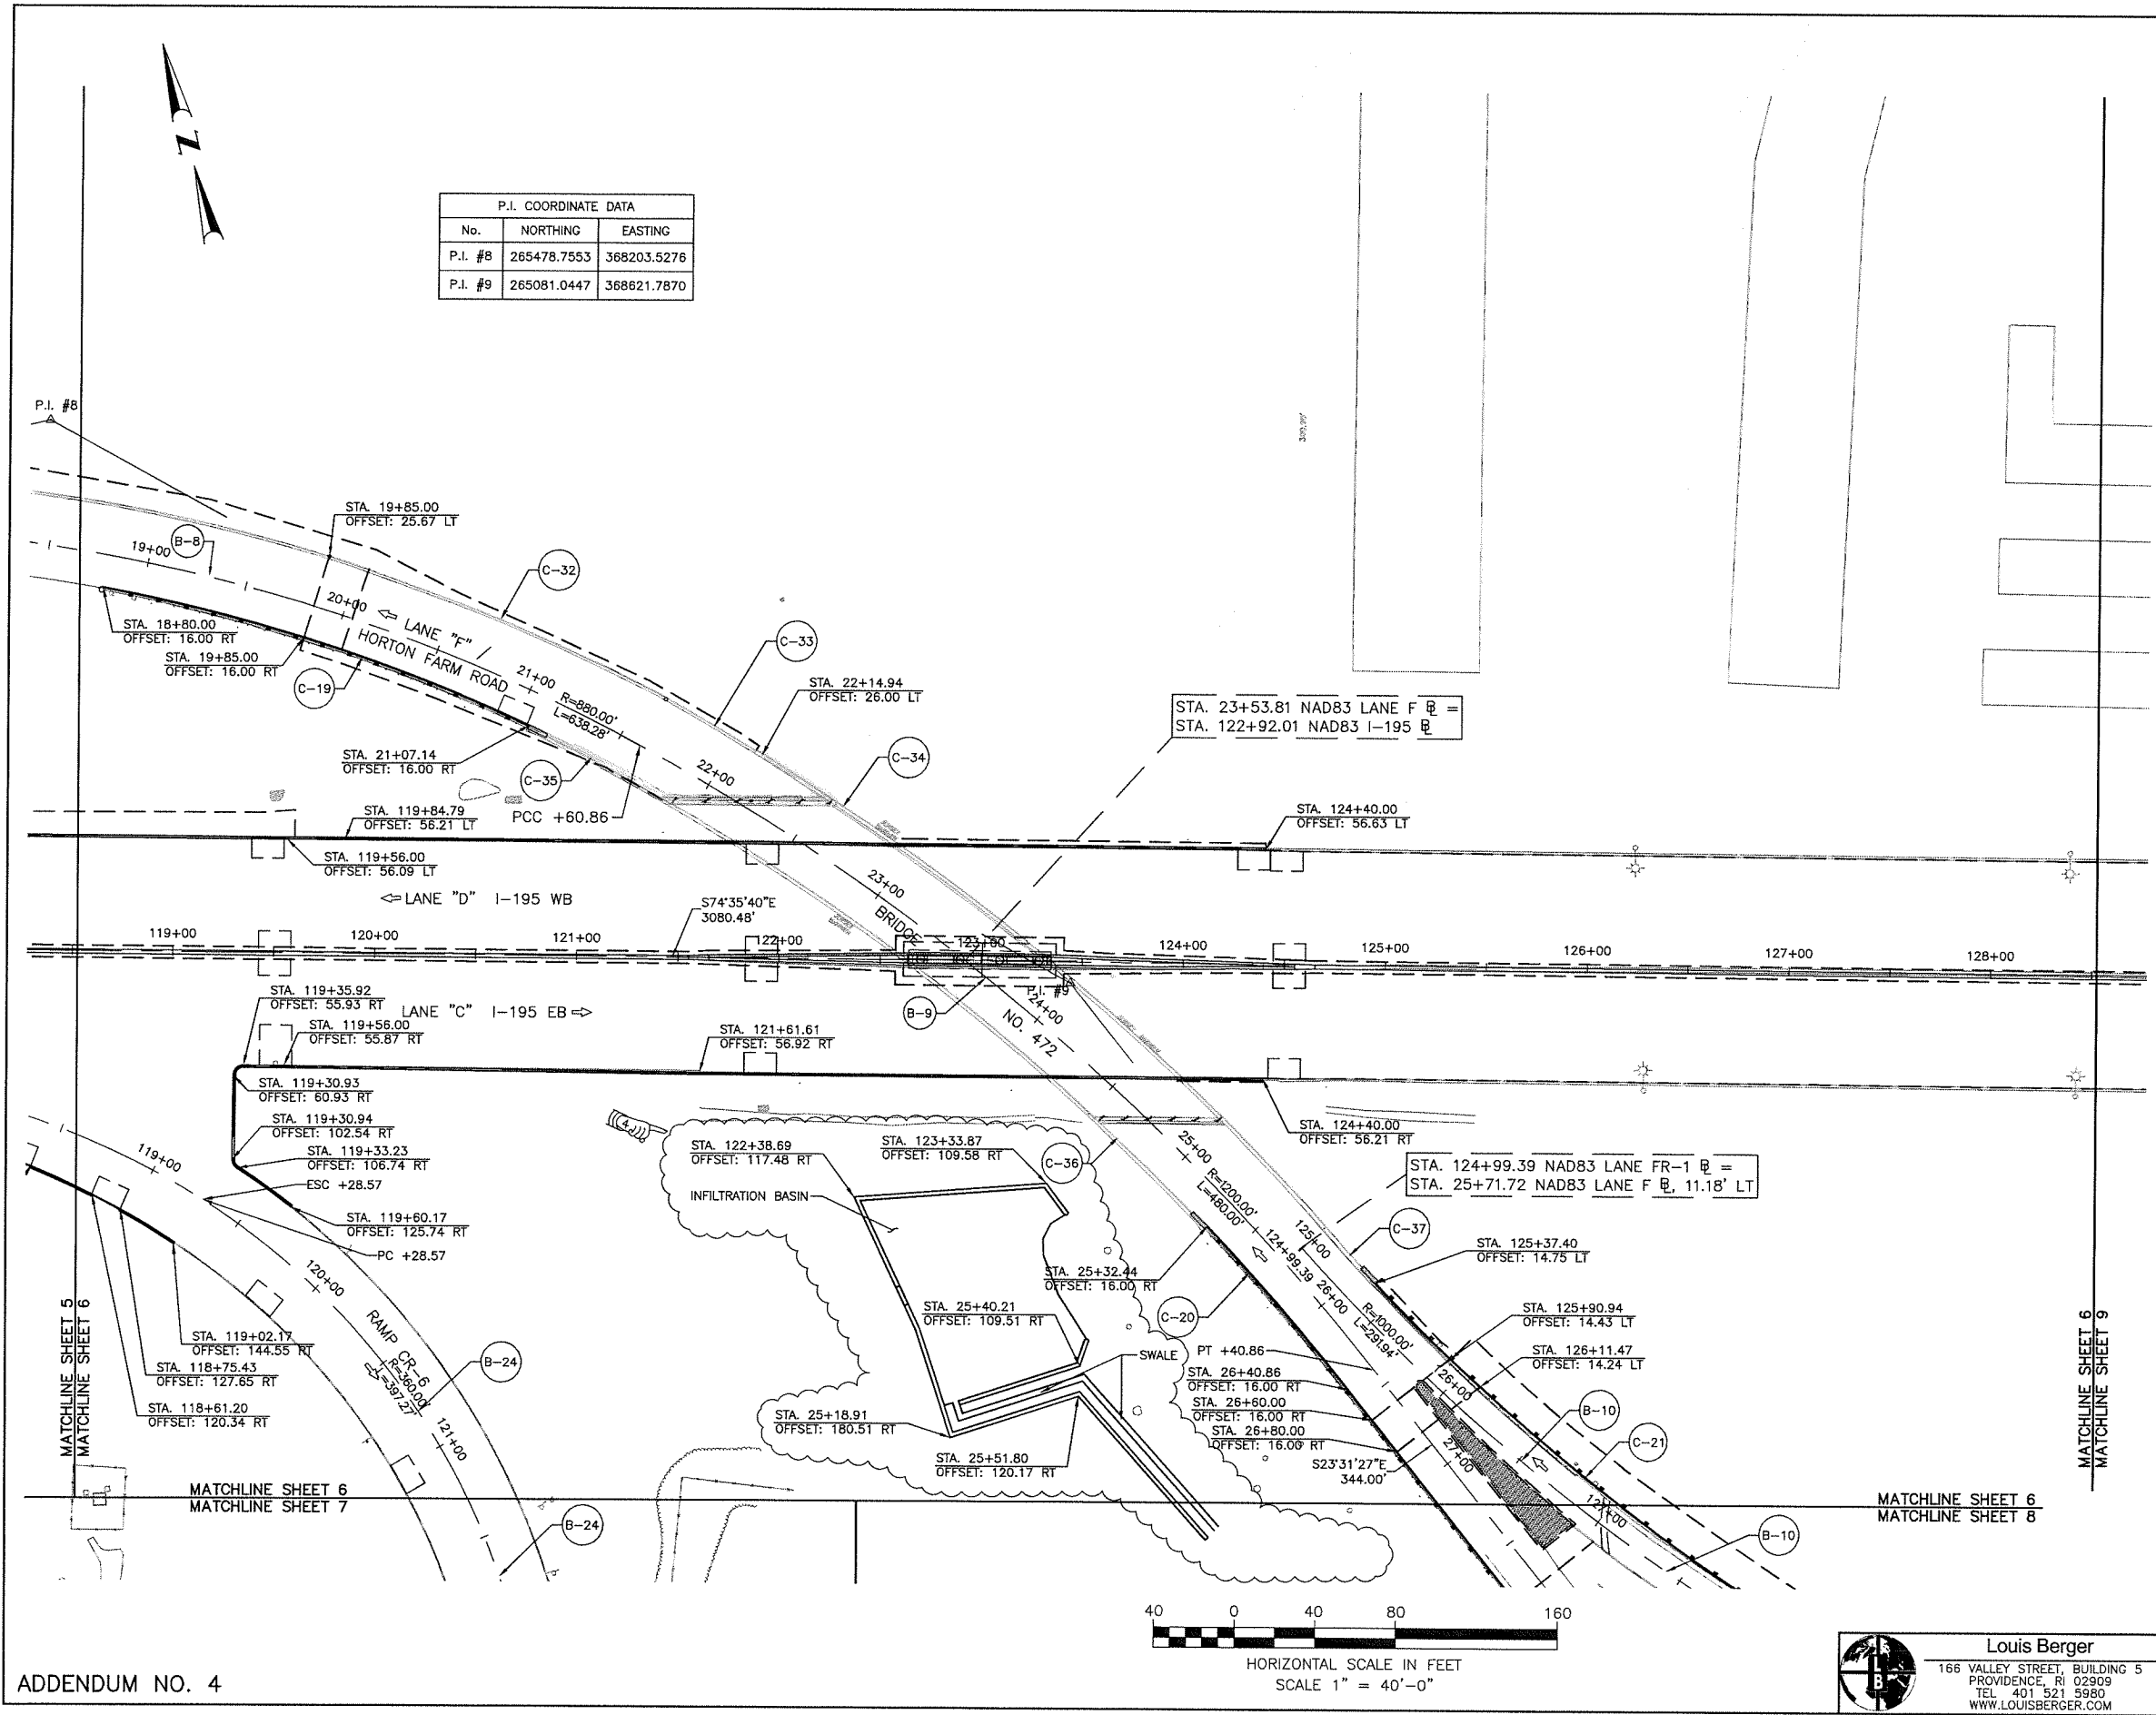 N
P.I. COORDINATE DATA
No. NORTHING EASTING
P.I. #8 265478.7553 368203.5276
P.I. #9 265081.0447 368621.7870
P.I. #8
STA. 19+85.00
OFFSET: 25.67 LT
19+00
B-8
C-32
20+00
LANE "F" /
HORTON FARM ROAD
STA. 18+80.00
OFFSET: 16.00 RT
STA. 19+85.00
OFFSET: 16.00 RT
C-19
C-33
21+00
R=880.00'
L=638.28'
STA. 22+14.94
OFFSET: 26.00 LT
STA. 23+53.81 NAD83 LANE F BL =
STA. 122+92.01 NAD83 I-195 BL
STA. 21+07.14
OFFSET: 16.00 RT
C-35
22+00
C-34
PCC +60.86
STA. 119+84.79
OFFSET: 56.21 LT
STA. 124+40.00
OFFSET: 56.63 LT
STA. 119+56.00
OFFSET: 56.09 LT
LANE "D" I-195 WB
23+00
BRIDGE
S74°35'40"E
3080.48'
119+00
120+00
121+00
122+00
123+00
124+00
125+00
126+00
127+00
128+00
P.I. #9
24+00
NO. 472
B-9
STA. 119+35.92
OFFSET: 55.93 RT
LANE "C" I-195 EB
STA. 119+56.00
OFFSET: 55.87 RT
STA. 121+61.61
OFFSET: 56.92 RT
STA. 119+30.93
OFFSET: 60.93 RT
STA. 119+30.94
OFFSET: 102.54 RT
STA. 119+33.23
OFFSET: 106.74 RT
ESC +28.57
STA. 119+60.17
OFFSET: 125.74 RT
PC +28.57
119+00
120+00
RAMP CR-6
R=360.00'
L=397.27'
121+00
B-24
STA. 119+02.17
OFFSET: 144.55 RT
STA. 118+75.43
OFFSET: 127.65 RT
STA. 118+61.20
OFFSET: 120.34 RT
STA. 122+38.69
OFFSET: 117.48 RT
STA. 123+33.87
OFFSET: 109.58 RT
INFILTRATION BASIN
C-36
STA. 124+40.00
OFFSET: 56.21 RT
25+00
R=1200.00'
L=480.00'
STA. 124+99.39 NAD83 LANE FR-1 BL =
STA. 25+71.72 NAD83 LANE F BL, 11.18' LT
125+00
C-37
124+99.39
26+00
STA. 125+37.40
OFFSET: 14.75 LT
STA. 25+32.44
OFFSET: 16.00 RT
STA. 25+40.21
OFFSET: 109.51 RT
C-20
R=1000.00'
L=291.94'
STA. 125+90.94
OFFSET: 14.43 LT
SWALE
PT +40.86
STA. 126+11.47
OFFSET: 14.24 LT
STA. 26+40.86
OFFSET: 16.00 RT
STA. 26+60.00
OFFSET: 16.00 RT
STA. 26+80.00
OFFSET: 16.00 RT
26+00
B-10
C-21
27+00
S23°31'27"E
344.00'
STA. 25+18.91
OFFSET: 180.51 RT
STA. 25+51.80
OFFSET: 120.17 RT
127+00
B-10
B-24
MATCHLINE SHEET 5
MATCHLINE SHEET 6
MATCHLINE SHEET 6
MATCHLINE SHEET 7
MATCHLINE SHEET 6
MATCHLINE SHEET 9
MATCHLINE SHEET 6
MATCHLINE SHEET 8
40 0 40 80 160
HORIZONTAL SCALE IN FEET
SCALE 1" = 40'-0"
ADDENDUM NO. 4
LB
Louis Berger
166 VALLEY STREET, BUILDING 5
PROVIDENCE, RI 02909
TEL 401 521 5980
WWW.LOUISBERGER.COM